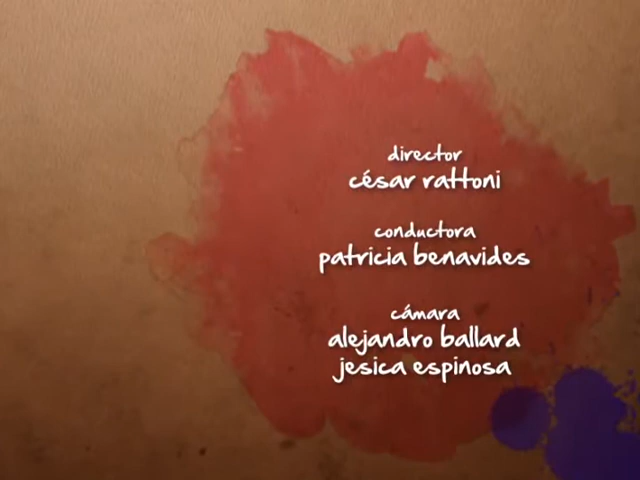 director
césar rattoni
conductora
patricia benavides
cámara
alejandro ballard
jesica espinosa